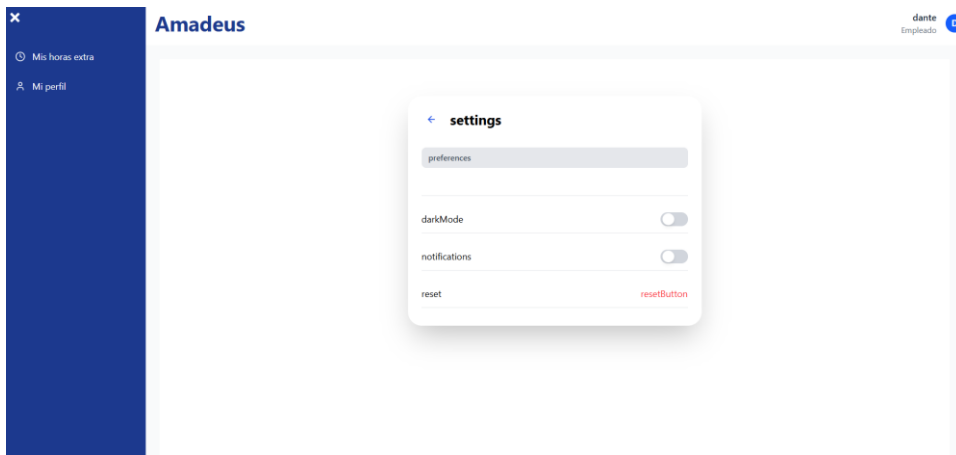 Amadeus
dante
Empleado
D
Mis horas extra
Mi perfil
settings
preferences
darkMode
notifications
reset resetButton